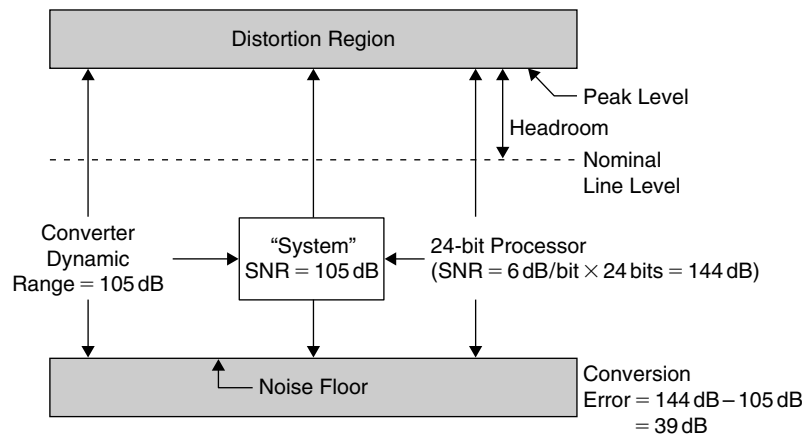 Distortion Region
Peak Level
Headroom
Nominal
Line Level
Converter
Dynamic
Range = 105 dB
“System”
SNR = 105 dB
24-bit Processor
(SNR = 6 dB/bit × 24 bits = 144 dB)
Noise Floor
Conversion
Error = 144 dB – 105 dB
= 39 dB